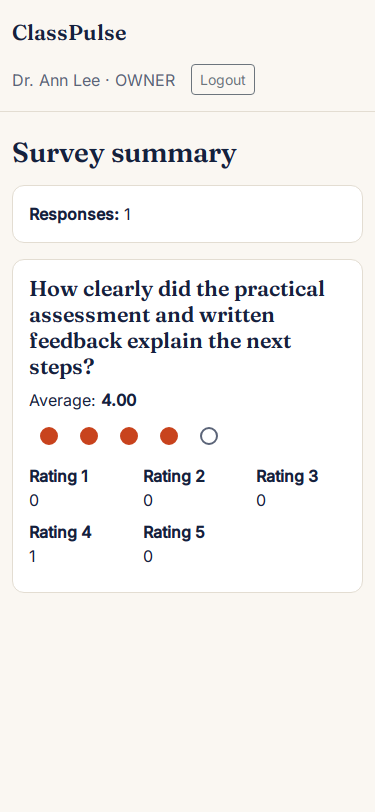 ClassPulse
Dr. Ann Lee · OWNER
Logout
Survey summary
Responses: 1
How clearly did the practical
assessment and written
feedback explain the next
steps?
Average: 4.00
Rating 1 Rating 2 Rating 3
0 0 0
Rating 4 Rating 5
1 0